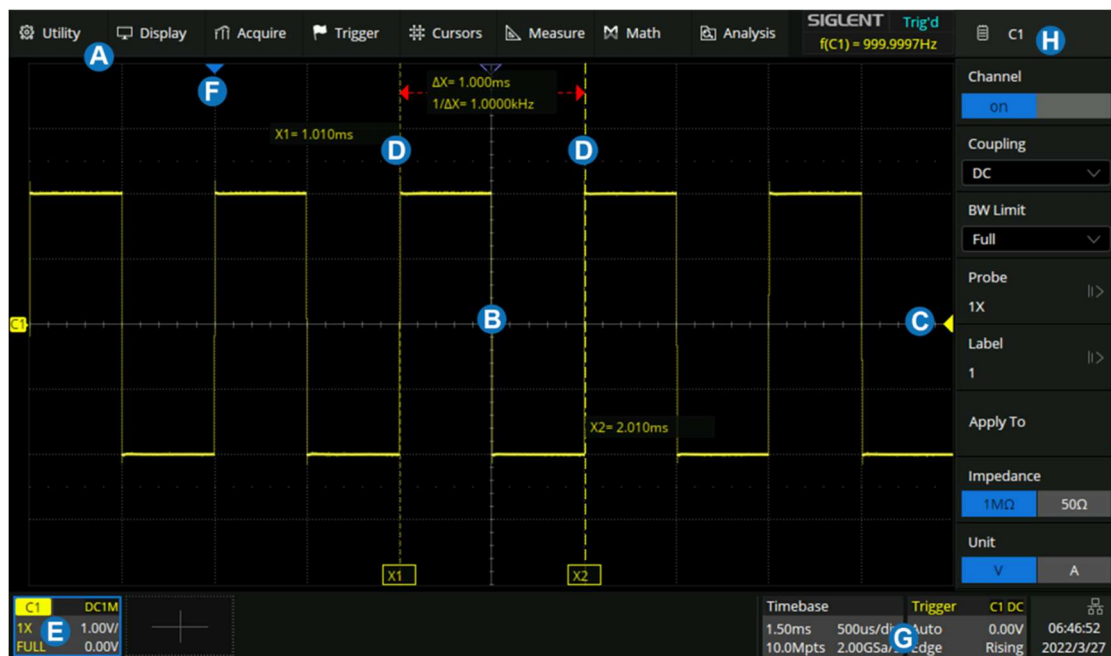 Utility Display Acquire Trigger Cursors Measure Math Analysis
SIGLENT Trig'd
f(C1) = 999.9997Hz
C1
H
A
F
ΔX= 1.000ms
1/ΔX= 1.0000kHz
X1= 1.010ms
D
D
B
C1
C
X2= 2.010ms
X1
X2
Channel
on
Coupling
DC
BW Limit
Full
Probe
1X
Label
1
Apply To
Impedance
1MΩ 50Ω
Unit
V A
C1 DC1M
1X 1.00V/
FULL 0.00V
E
Timebase
1.50ms 500us/
10.0Mpts 2.00GSa/
G
Trigger C1 DC
Auto 0.00V
Edge Rising
06:46:52
2022/3/27